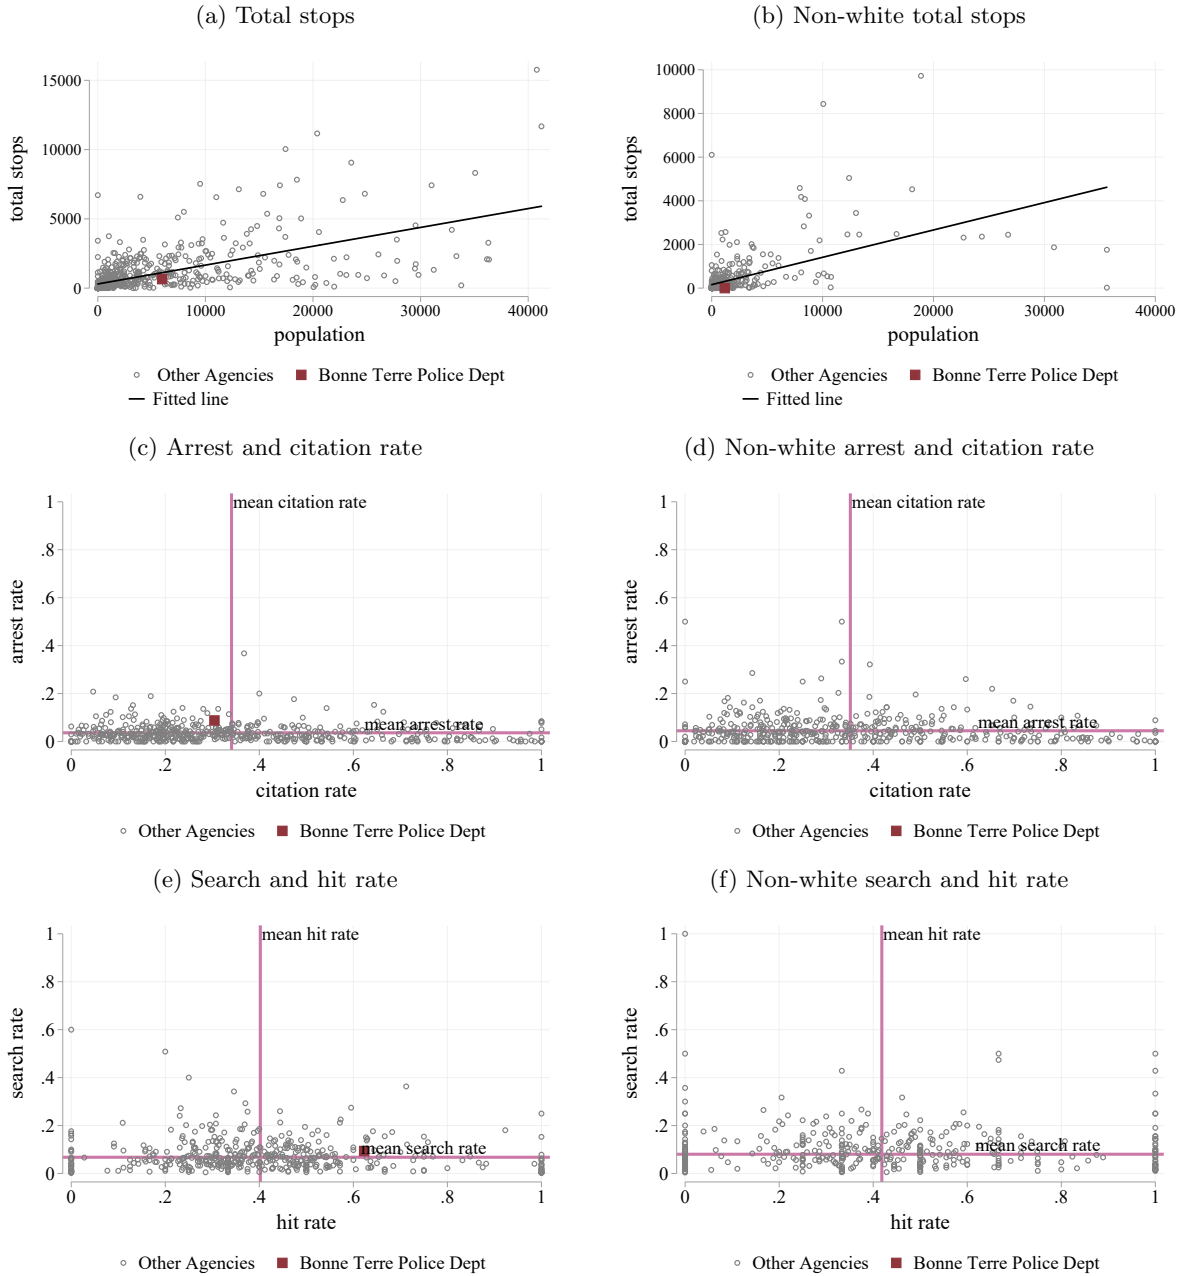 (a) Total stops
total stops
15000
10000
5000
0
0 10000 20000 30000 40000
population
Other Agencies Bonne Terre Police Dept
Fitted line
(b) Non-white total stops
total stops
10000
8000
6000
4000
2000
0
0 10000 20000 30000 40000
population
Other Agencies Bonne Terre Police Dept
Fitted line
(c) Arrest and citation rate
mean citation rate
arrest rate
1
.8
.6
.4
.2
0
mean arrest rate
0 .2 .4 .6 .8 1
citation rate
Other Agencies Bonne Terre Police Dept
(d) Non-white arrest and citation rate
mean citation rate
arrest rate
1
.8
.6
.4
.2
0
mean arrest rate
0 .2 .4 .6 .8 1
citation rate
Other Agencies Bonne Terre Police Dept
(e) Search and hit rate
mean hit rate
search rate
1
.8
.6
.4
.2
0
mean search rate
0 .2 .4 .6 .8 1
hit rate
Other Agencies Bonne Terre Police Dept
(f) Non-white search and hit rate
mean hit rate
search rate
1
.8
.6
.4
.2
0
mean search rate
0 .2 .4 .6 .8 1
hit rate
Other Agencies Bonne Terre Police Dept